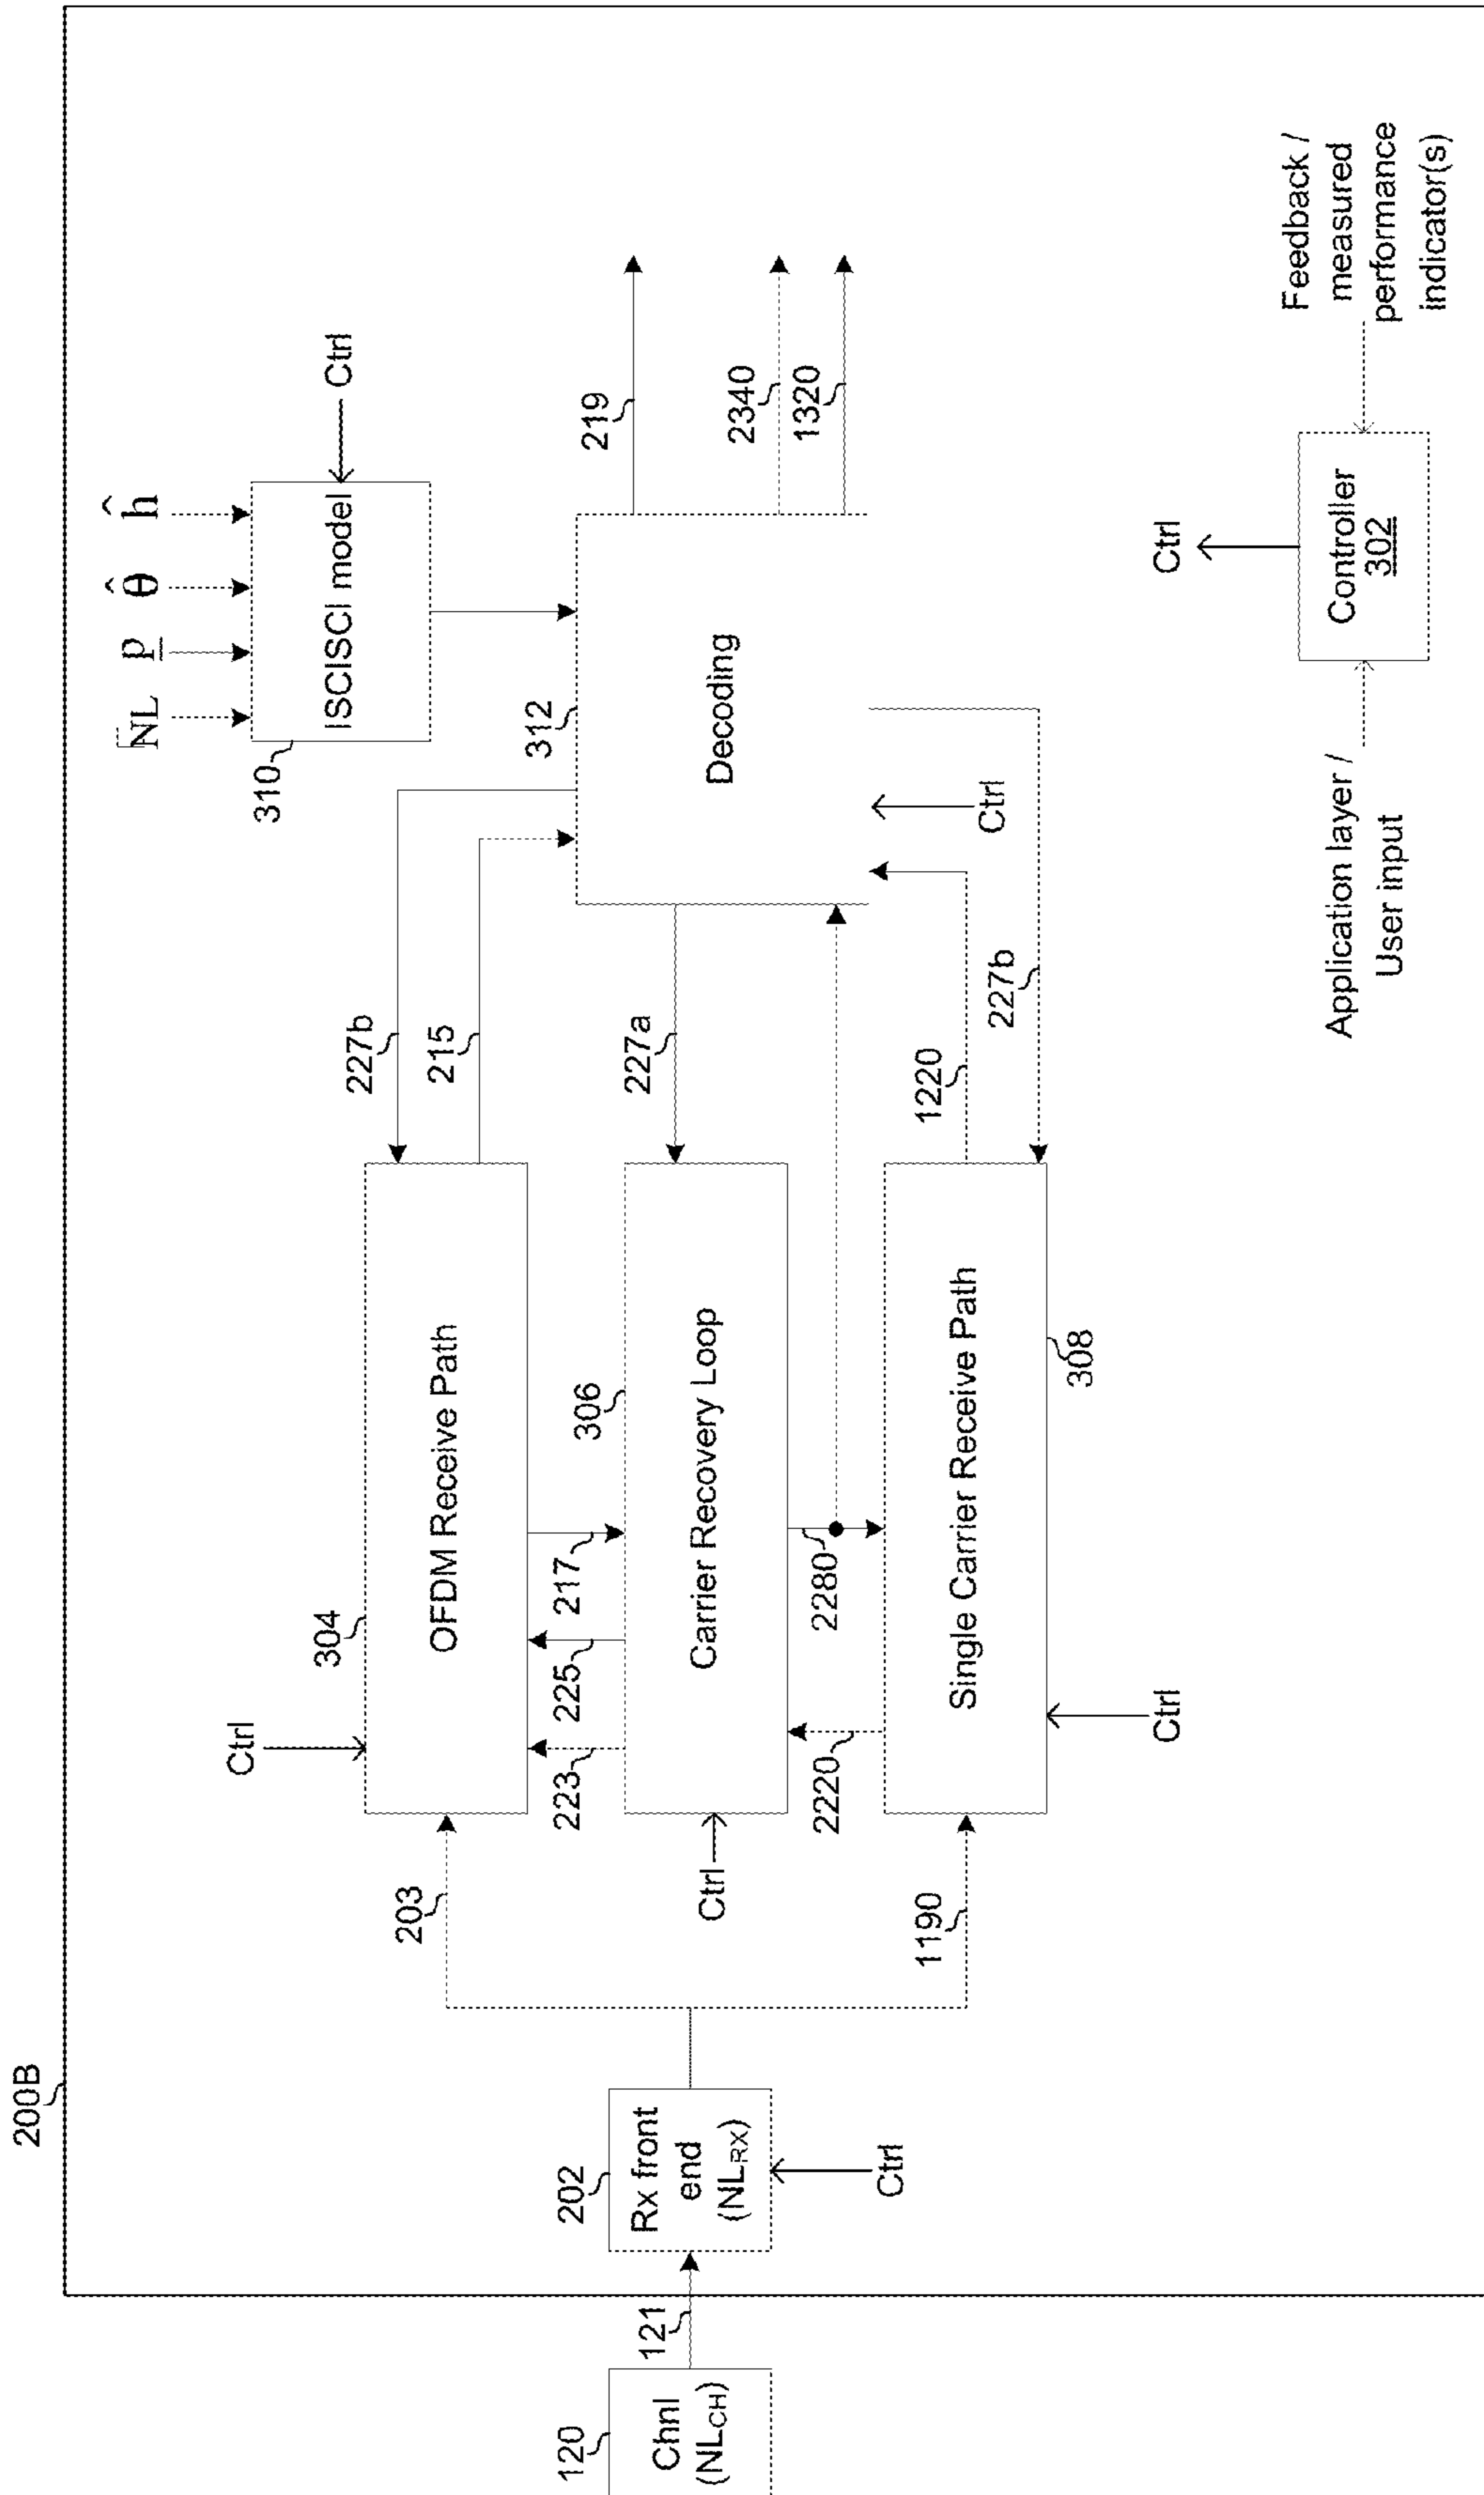 200B
120
Chnl
(NLCH)
121
202
Rx front
end
(NLRX)
Ctrl
203
1190
Ctrl
304
OFDM Receive Path
223
225
217
Ctrl
306
Carrier Recovery Loop
2220
2280
Single Carrier Receive Path
308
Ctrl
227b
215
227a
1220
227b
NL
p
θ̂
ĥ
310
ISCISCI model
Ctrl
312
Decoding
Ctrl
219
2340
1320
Ctrl
Controller
302
Application layer /
User input
Feedback /
measured
performance
indicator(s)